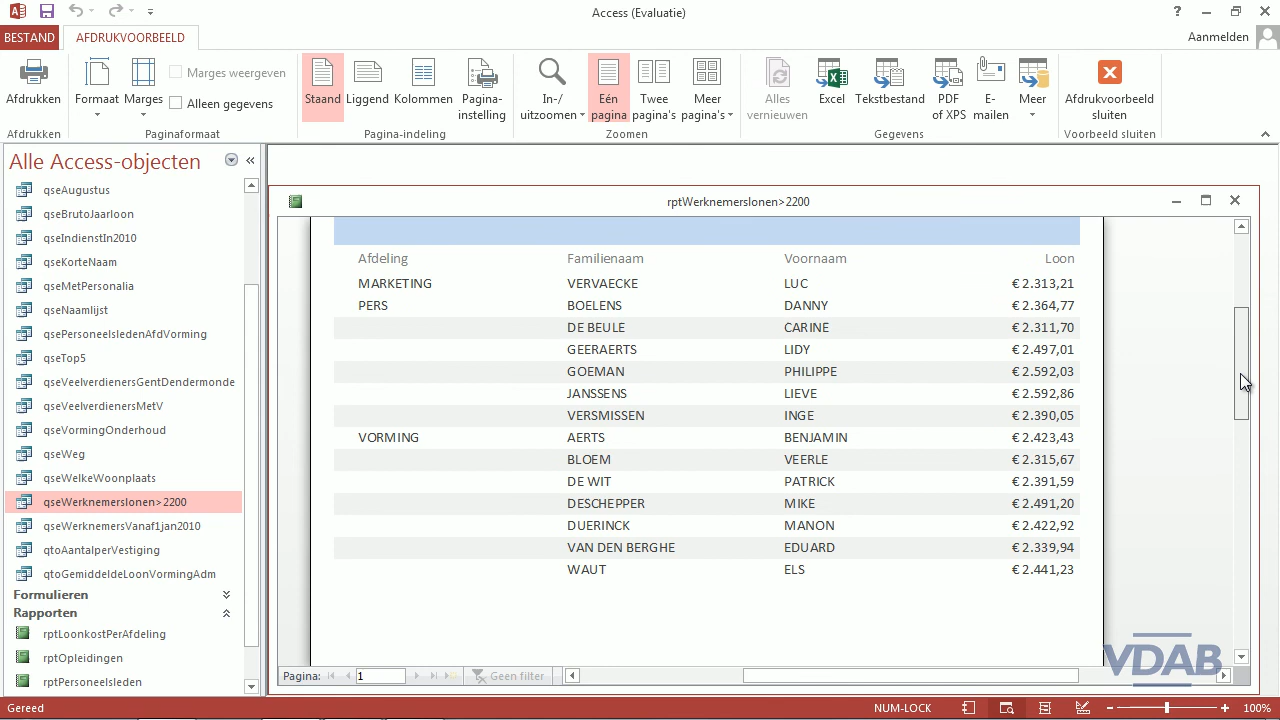 Access (Evaluatie)
?
BESTAND AFDRUKVOORBEELD Aanmelden
Afdrukken
Formaat
Marges
Marges weergeven
Alleen gegevens
Staand
Liggend
Kolommen
Pagina-
instelling
In-/
uitzoomen
Eén
pagina
Twee
pagina's
Meer
pagina's
Alles
vernieuwen
Excel
Tekstbestand
PDF
of XPS
E-
mailen
Meer
Afdrukvoorbeeld
sluiten
Afdrukken Paginaformaat Pagina-indeling Zoomen Gegevens Voorbeeld sluiten
Alle Access-objecten
qseAugustus
qseBrutoJaarloon
qseIndienstIn2010
qseKorteNaam
qseMetPersonalia
qseNaamlijst
qsePersoneelsledenAfdVorming
qseTop5
qseVeelverdienersGentDendermonde
qseVeelverdienersMetV
qseVormingOnderhoud
qseWeg
qseWelkeWoonplaats
qseWerknemerslonen>2200
qseWerknemersVanaf1jan2010
qtoAantalperVestiging
qtoGemiddeldeLoonVormingAdm
Formulieren
Rapporten
rptLoonkostPerAfdeling
rptOpleidingen
rptPersoneelsleden
rptWerknemerslonen>2200
Afdeling Familienaam Voornaam Loon
MARKETING VERVAECKE LUC € 2.313,21
PERS BOELENS DANNY € 2.364,77
DE BEULE CARINE € 2.311,70
GEERAERTS LIDY € 2.497,01
GOEMAN PHILIPPE € 2.592,03
JANSSENS LIEVE € 2.592,86
VERSMISSEN INGE € 2.390,05
VORMING AERTS BENJAMIN € 2.423,43
BLOEM VEERLE € 2.315,67
DE WIT PATRICK € 2.391,59
DESCHEPPER MIKE € 2.491,20
DUERINCK MANON € 2.422,92
VAN DEN BERGHE EDUARD € 2.339,94
WAUT ELS € 2.441,23
VDAB
Pagina: 1 Geen filter
Gereed NUM-LOCK 100%